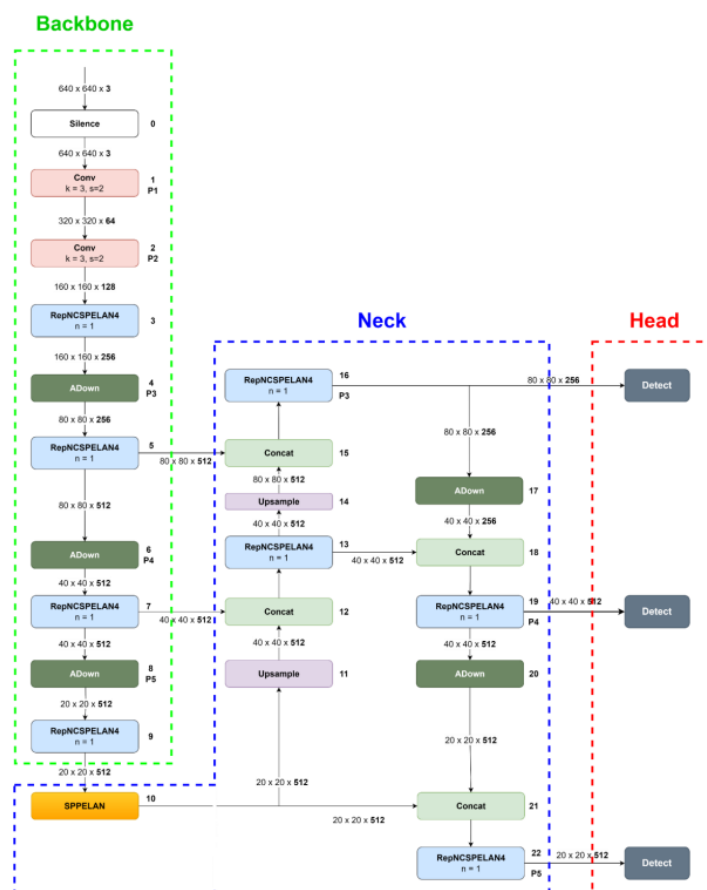 Backbone
640 x 640 x 3
Silence
0
640 x 640 x 3
Conv
k = 3, s=2
1
P1
320 x 320 x 64
Conv
k = 3, s=2
2
P2
160 x 160 x 128
RepNCSPELAN4
n = 1
3
160 x 160 x 256
ADown
4
P3
80 x 80 x 256
RepNCSPELAN4
n = 1
5
80 x 80 x 512
80 x 80 x 512
ADown
6
P4
40 x 40 x 512
RepNCSPELAN4
n = 1
7
40 x 40 x 512
40 x 40 x 512
ADown
8
P5
20 x 20 x 512
RepNCSPELAN4
n = 1
9
20 x 20 x 512
SPPELAN
10
Neck
RepNCSPELAN4
n = 1
16
P3
80 x 80 x 256
Concat
15
80 x 80 x 512
Upsample
14
40 x 40 x 512
RepNCSPELAN4
n = 1
13
40 x 40 x 512
Concat
12
40 x 40 x 512
Upsample
11
20 x 20 x 512
20 x 20 x 512
80 x 80 x 256
ADown
17
40 x 40 x 256
Concat
18
RepNCSPELAN4
n = 1
19
P4
40 x 40 x 512
40 x 40 x 512
ADown
20
20 x 20 x 512
Concat
21
RepNCSPELAN4
n = 1
22
P5
20 x 20 x 512
Head
Detect
Detect
Detect